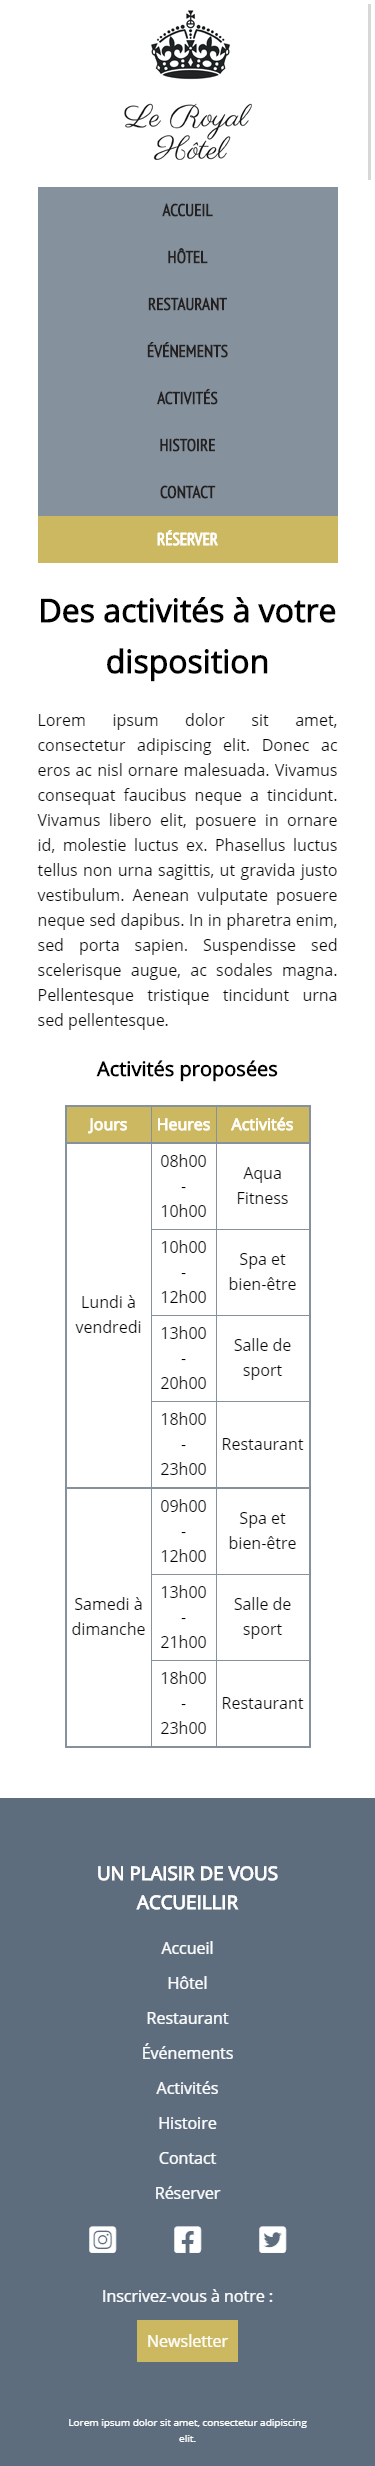 Le Royal
Hôtel
ACCUEIL
HÔTEL
RESTAURANT
ÉVÉNEMENTS
ACTIVITÉS
HISTOIRE
CONTACT
RÉSERVER
Des activités à votre
disposition
Lorem ipsum dolor sit amet,
consectetur adipiscing elit. Donec ac
eros ac nisl ornare malesuada. Vivamus
consequat faucibus neque a tincidunt.
Vivamus libero elit, posuere in ornare
id, molestie luctus ex. Phasellus luctus
tellus non urna sagittis, ut gravida justo
vestibulum. Aenean vulputate posuere
neque sed dapibus. In in pharetra enim,
sed porta sapien. Suspendisse sed
scelerisque augue, ac sodales magna.
Pellentesque tristique tincidunt urna
sed pellentesque.
Activités proposées
Jours Heures Activités
Lundi à
vendredi
08h00
-
10h00
Aqua
Fitness
10h00
-
12h00
Spa et
bien-être
13h00
-
20h00
Salle de
sport
18h00
-
23h00
Restaurant
Samedi à
dimanche
09h00
-
12h00
Spa et
bien-être
13h00
-
21h00
Salle de
sport
18h00
-
23h00
Restaurant
UN PLAISIR DE VOUS
ACCUEILLIR
Accueil
Hôtel
Restaurant
Événements
Activités
Histoire
Contact
Réserver
Inscrivez-vous à notre :
Newsletter
Lorem ipsum dolor sit amet, consectetur adipiscing
elit.